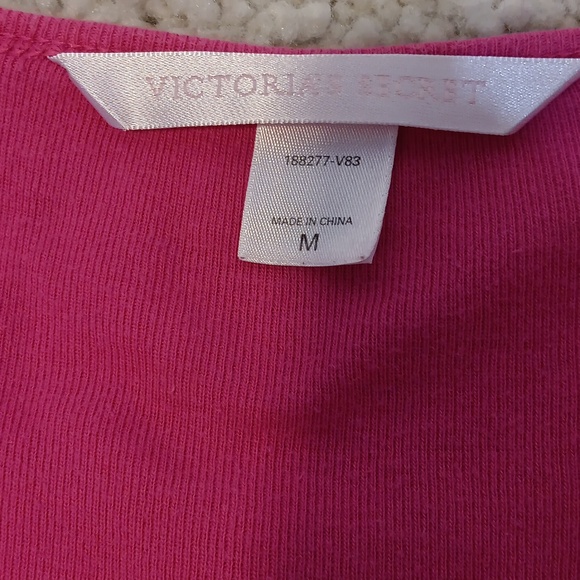 VICTORIA'S SECRET
188277-V83
MADE IN CHINA
M